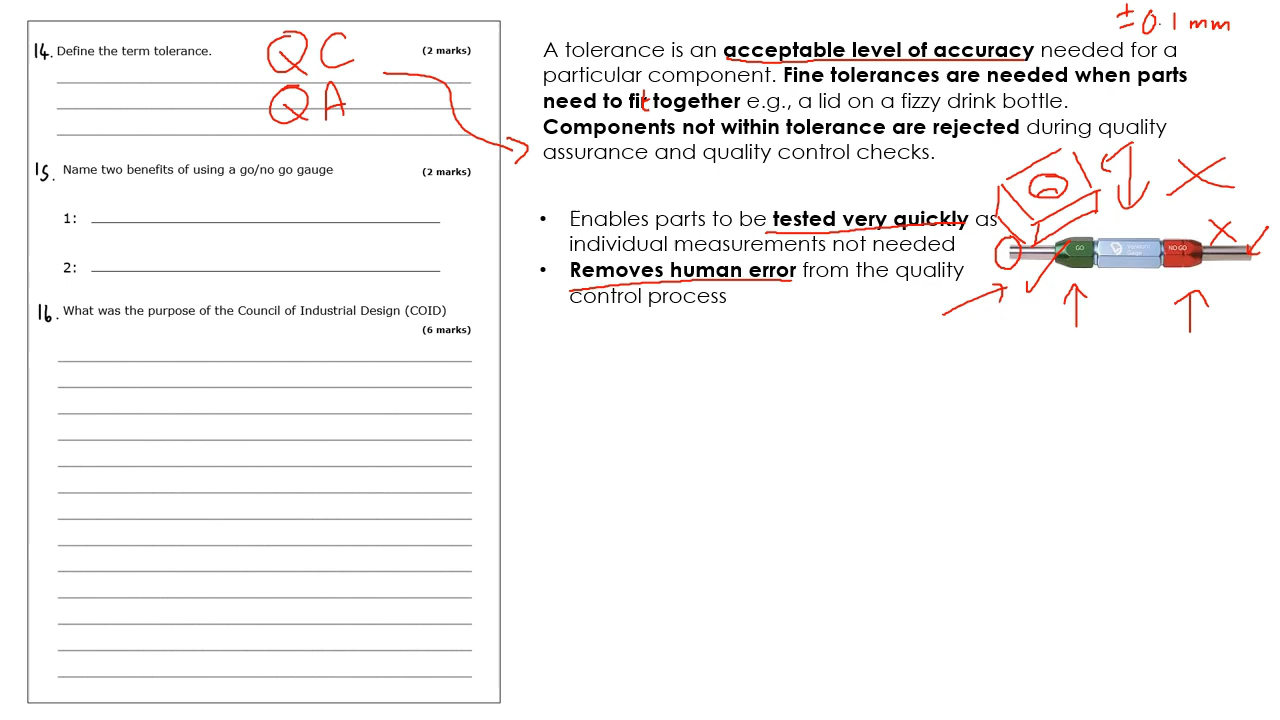 14. Define the term tolerance. (2 marks)
QC
QA
15. Name two benefits of using a go/no go gauge (2 marks)
1:
2:
16. What was the purpose of the Council of Industrial Design (COID)
(6 marks)
± 0.1 mm
A tolerance is an acceptable level of accuracy needed for a
particular component. Fine tolerances are needed when parts
need to fit together e.g., a lid on a fizzy drink bottle.
Components not within tolerance are rejected during quality
assurance and quality control checks.
• Enables parts to be tested very quickly as
individual measurements not needed
• Removes human error from the quality
control process
GO
NO GO